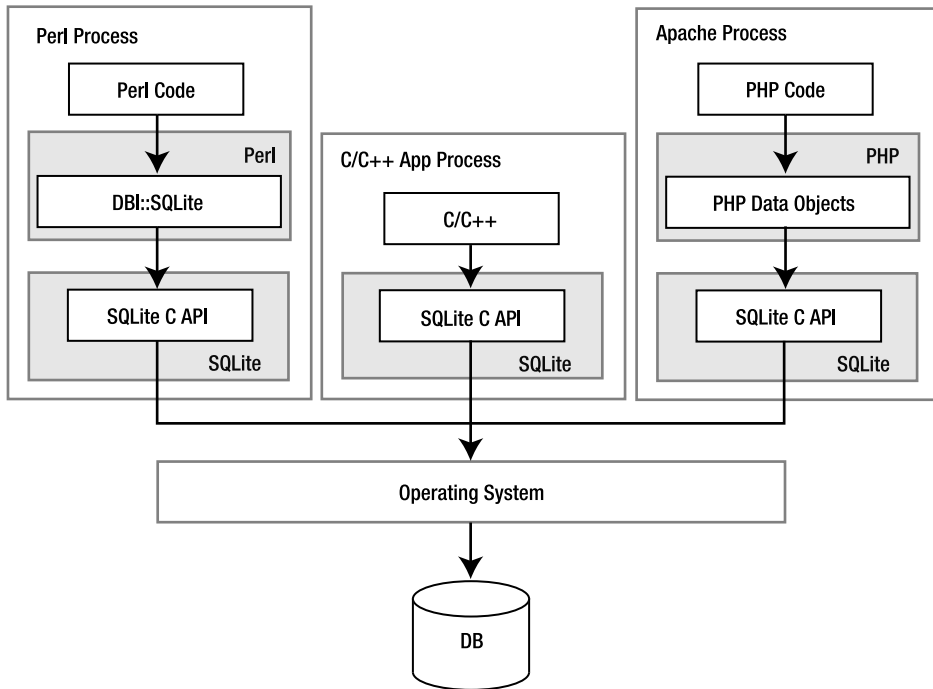 Perl Process
Perl Code
Perl
DBI::SQLite
SQLite C API
SQLite
C/C++ App Process
C/C++
SQLite C API
SQLite
Apache Process
PHP Code
PHP
PHP Data Objects
SQLite C API
SQLite
Operating System
DB